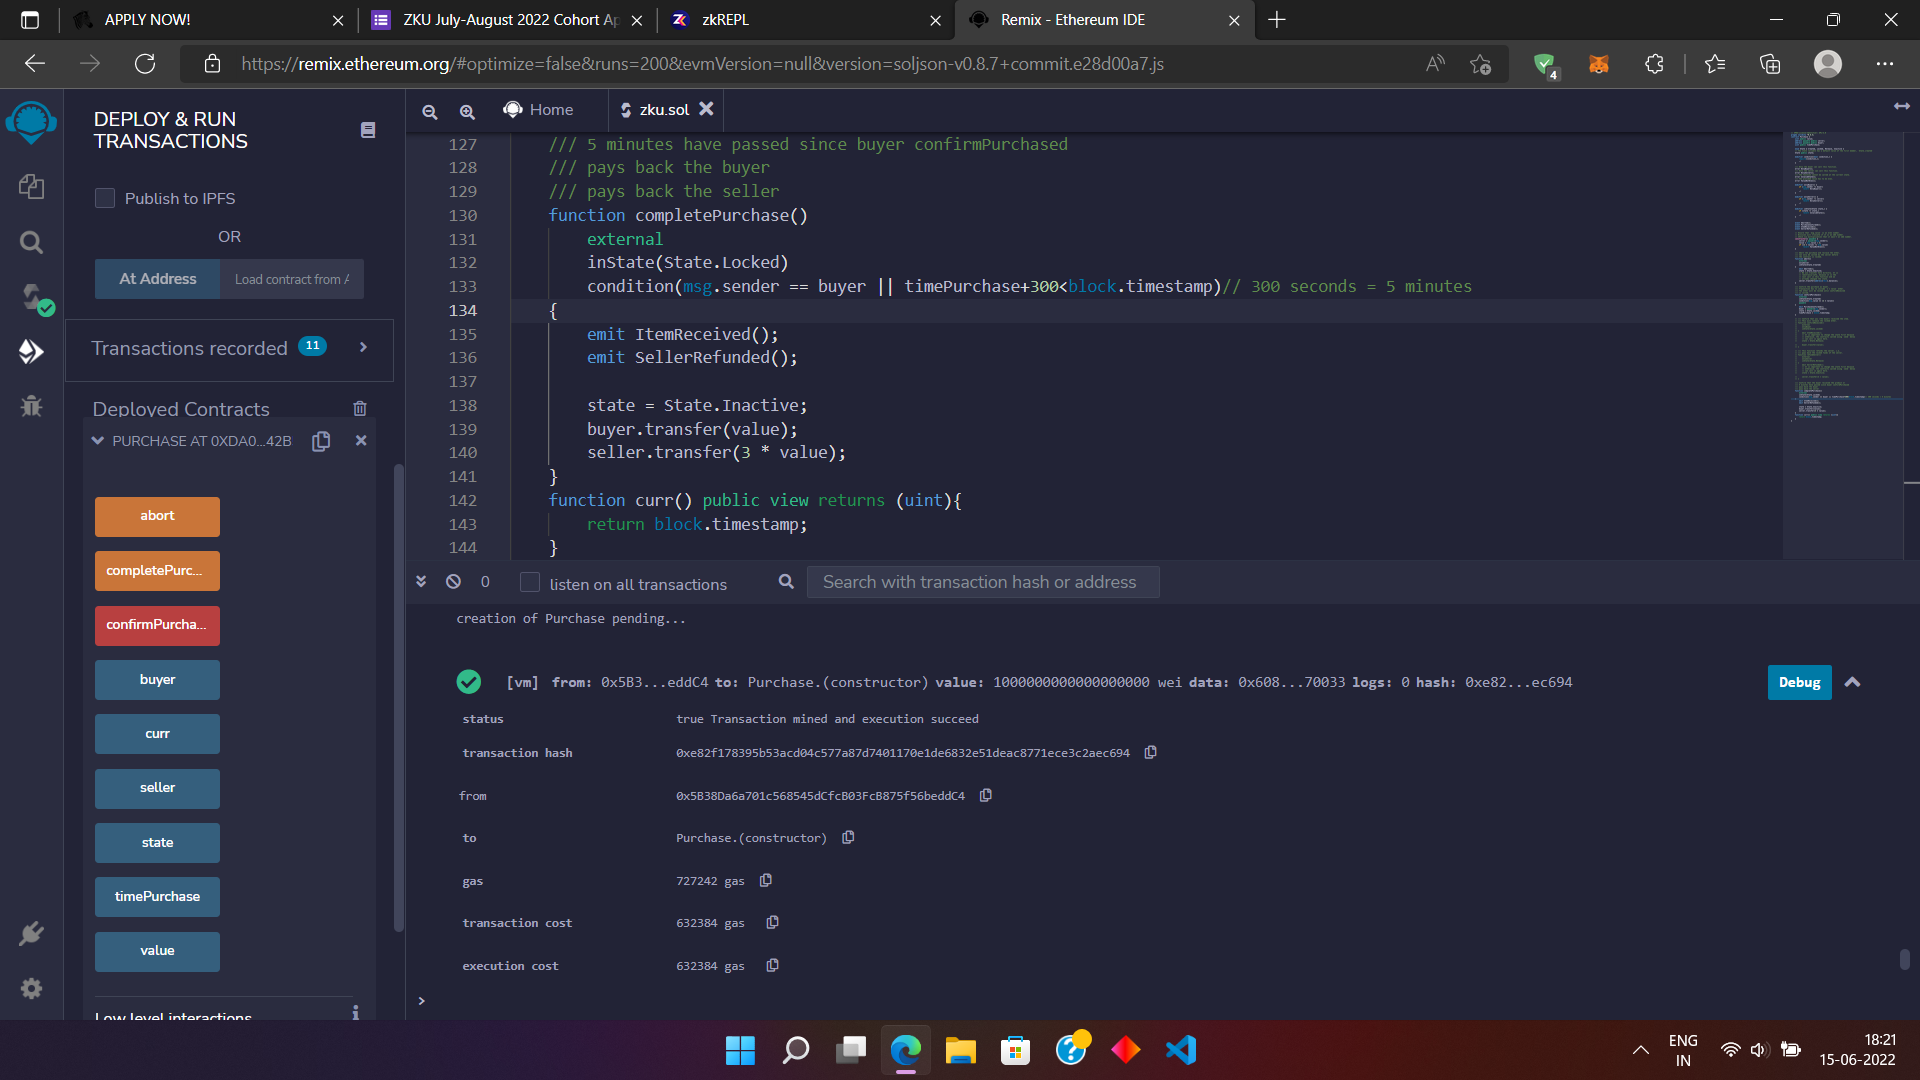 APPLY NOW!
ZKU July-August 2022 Cohort Ap
zkREPL
Remix - Ethereum IDE
https://remix.ethereum.org/#optimize=false&runs=200&evmVersion=null&version=soljson-v0.8.7+commit.e28d00a7.js
4
DEPLOY & RUN
TRANSACTIONS
Publish to IPFS
OR
At Address
Load contract from A
Transactions recorded 11
Deployed Contracts
PURCHASE AT 0XDA0...42B
abort
completePurc...
confirmPurcha...
buyer
curr
seller
state
timePurchase
value
Low level interactions
Home
zku.sol
127 /// 5 minutes have passed since buyer confirmPurchased
128 /// pays back the buyer
129 /// pays back the seller
130 function completePurchase()
131 external
132 inState(State.Locked)
133 condition(msg.sender == buyer || timePurchase+300<block.timestamp)// 300 seconds = 5 minutes
134 {
135 emit ItemReceived();
136 emit SellerRefunded();
137
138 state = State.Inactive;
139 buyer.transfer(value);
140 seller.transfer(3 * value);
141 }
142 function curr() public view returns (uint){
143 return block.timestamp;
144 }
0
listen on all transactions
Search with transaction hash or address
creation of Purchase pending...
[vm] from: 0x5B3...eddC4 to: Purchase.(constructor) value: 1000000000000000000 wei data: 0x608...70033 logs: 0 hash: 0xe82...ec694
Debug
status true Transaction mined and execution succeed
transaction hash 0xe82f178395b53acd04c577a87d7401170e1de6832e51deac8771ece3c2aec694
from 0x5B38Da6a701c568545dCfcB03FcB875f56beddC4
to Purchase.(constructor)
gas 727242 gas
transaction cost 632384 gas
execution cost 632384 gas
>
ENG
IN
18:21
15-06-2022